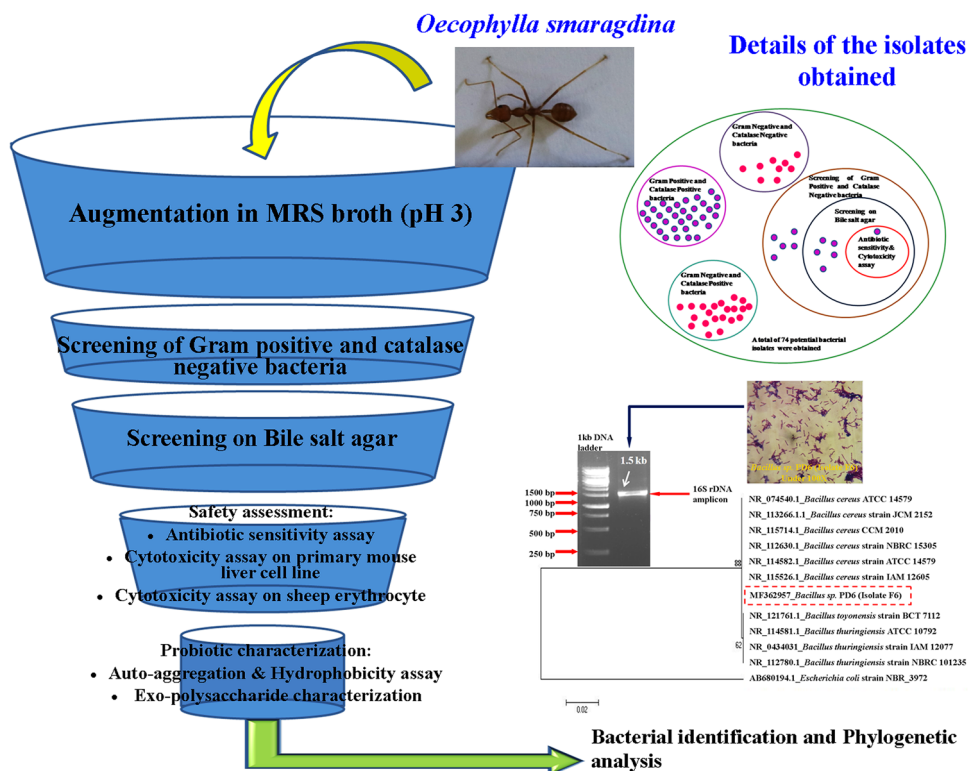 Oecophylla smaragdina
Details of the isolates
obtained
Augmentation in MRS broth (pH 3)
Screening of Gram positive and catalase
negative bacteria
Screening on Bile salt agar
Safety assessment:
• Antibiotic sensitivity assay
• Cytotoxicity assay on primary mouse
liver cell line
• Cytotoxicity assay on sheep erythrocyte
Probiotic characterization:
• Auto-aggregation & Hydrophobicity assay
• Exo-polysaccharide characterization
Gram Negative and
Catalase Negative
bacteria
Gram Positive and
Catalase Positive
bacteria
Screening of Gram
Positive and Catalase
Negative bacteria
Screening on
Bile salt agar
Antibiotic
sensitivity&
Cytotoxicity
assay
Gram Negative and
Catalase Positive
bacteria
A total of 74 potential bacterial
isolates were obtained
1kb DNA
ladder
1.5 kb
1500 bp
1000 bp
750 bp
500 bp
250 bp
16S rDNA
amplicon
Bacillus sp. PD6
NR_074540.1_Bacillus cereus ATCC 14579
NR_113266.1.1_Bacillus cereus strain JCM 2152
NR_115714.1_Bacillus cereus CCM 2010
NR_112630.1_Bacillus cereus strain NBRC 15305
NR_114582.1_Bacillus cereus strain ATCC 14579
NR_115526.1_Bacillus cereus strain IAM 12605
MF362957_Bacillus sp. PD6 (Isolate F6)
NR_121761.1_Bacillus toyonensis strain BCT 7112
NR_114581.1_Bacillus thuringiensis ATCC 10792
NR_0434031_Bacillus thuringiensis strain IAM 12077
NR_112780.1_Bacillus thuringiensis strain NBRC 101235
AB680194.1_Escherichia coli strain NBR_3972
88
62
0.02
Bacterial identification and Phylogenetic
analysis